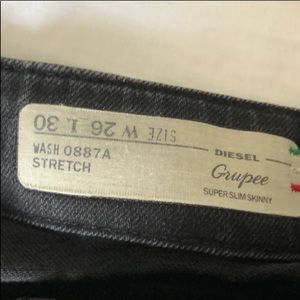 SIZE W 26 L 30
WASH 0887A
STRETCH
DIESEL
Grupee
SUPER SLIM SKINNY